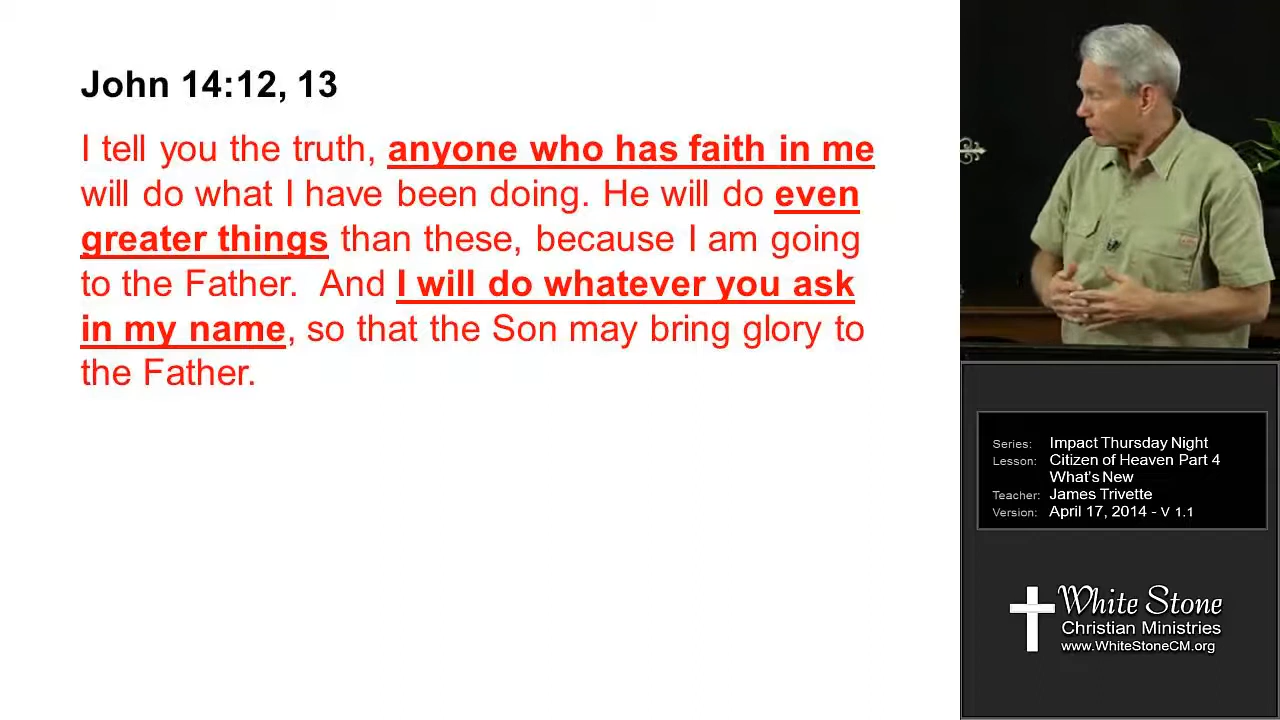 John 14:12, 13
I tell you the truth, anyone who has faith in me
will do what I have been doing. He will do even
greater things than these, because I am going
to the Father.  And I will do whatever you ask
in my name, so that the Son may bring glory to
the Father.
Series: Impact Thursday Night
Lesson: Citizen of Heaven Part 4
What's New
Teacher: James Trivette
Version: April 17, 2014 - V 1.1
White Stone
Christian Ministries
www.WhiteStoneCM.org